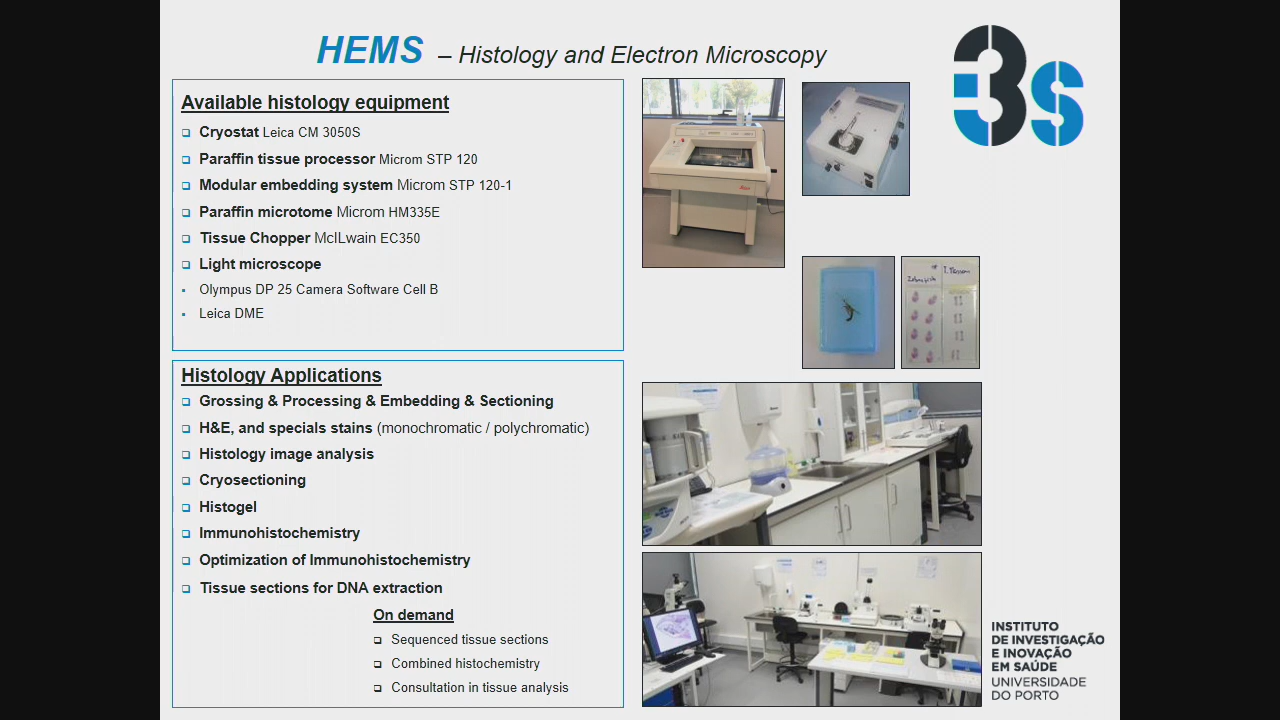 HEMS – Histology and Electron Microscopy
3s
Available histology equipment
Cryostat Leica CM 3050S
Paraffin tissue processor Microm STP 120
Modular embedding system Microm STP 120-1
Paraffin microtome Microm HM335E
Tissue Chopper McILwain EC350
Light microscope
Olympus DP 25 Camera Software Cell B
Leica DME
Histology Applications
Grossing & Processing & Embedding & Sectioning
H&E, and specials stains (monochromatic / polychromatic)
Histology image analysis
Cryosectioning
Histogel
Immunohistochemistry
Optimization of Immunohistochemistry
Tissue sections for DNA extraction
On demand
Sequenced tissue sections
Combined histochemistry
Consultation in tissue analysis
INSTITUTO
DE INVESTIGAÇÃO
E INOVAÇÃO
EM SAÚDE
UNIVERSIDADE
DO PORTO